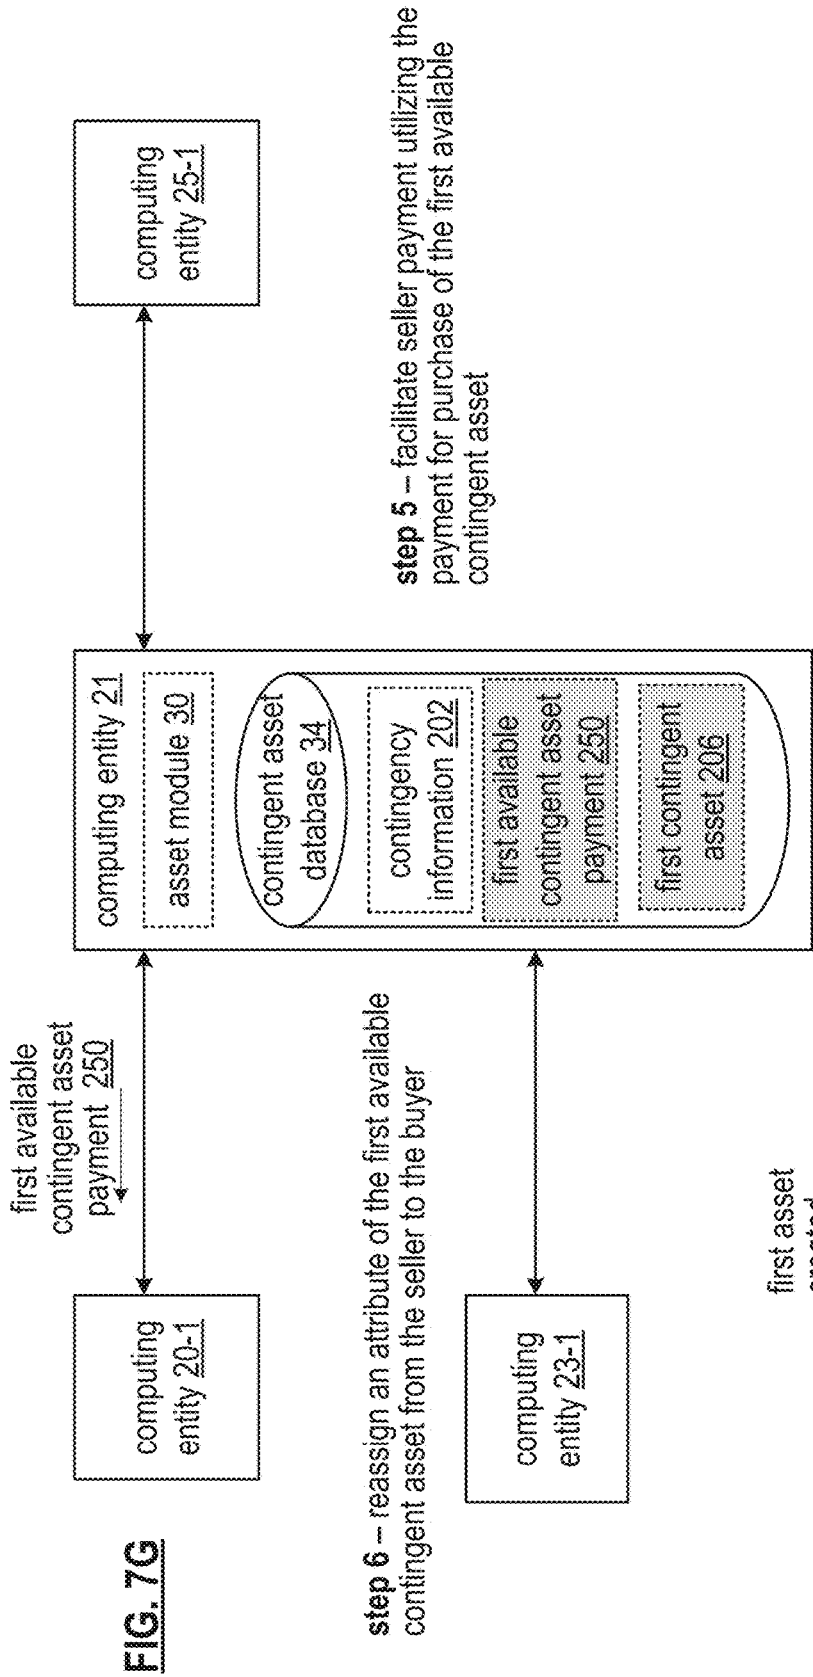 FIG. 7G
first available
contingent asset
payment 250
computing
entity 20-1
computing entity 21
asset module 30
contingent asset
database 34
contingency
information 202
first available
contingent asset
payment 250
first contingent
asset 206
computing
entity 25-1
step 5 – facilitate seller payment utilizing the
payment for purchase of the first available
contingent asset
step 6 – reassign an attribute of the first available
contingent asset from the seller to the buyer
computing
entity 23-1
first asset